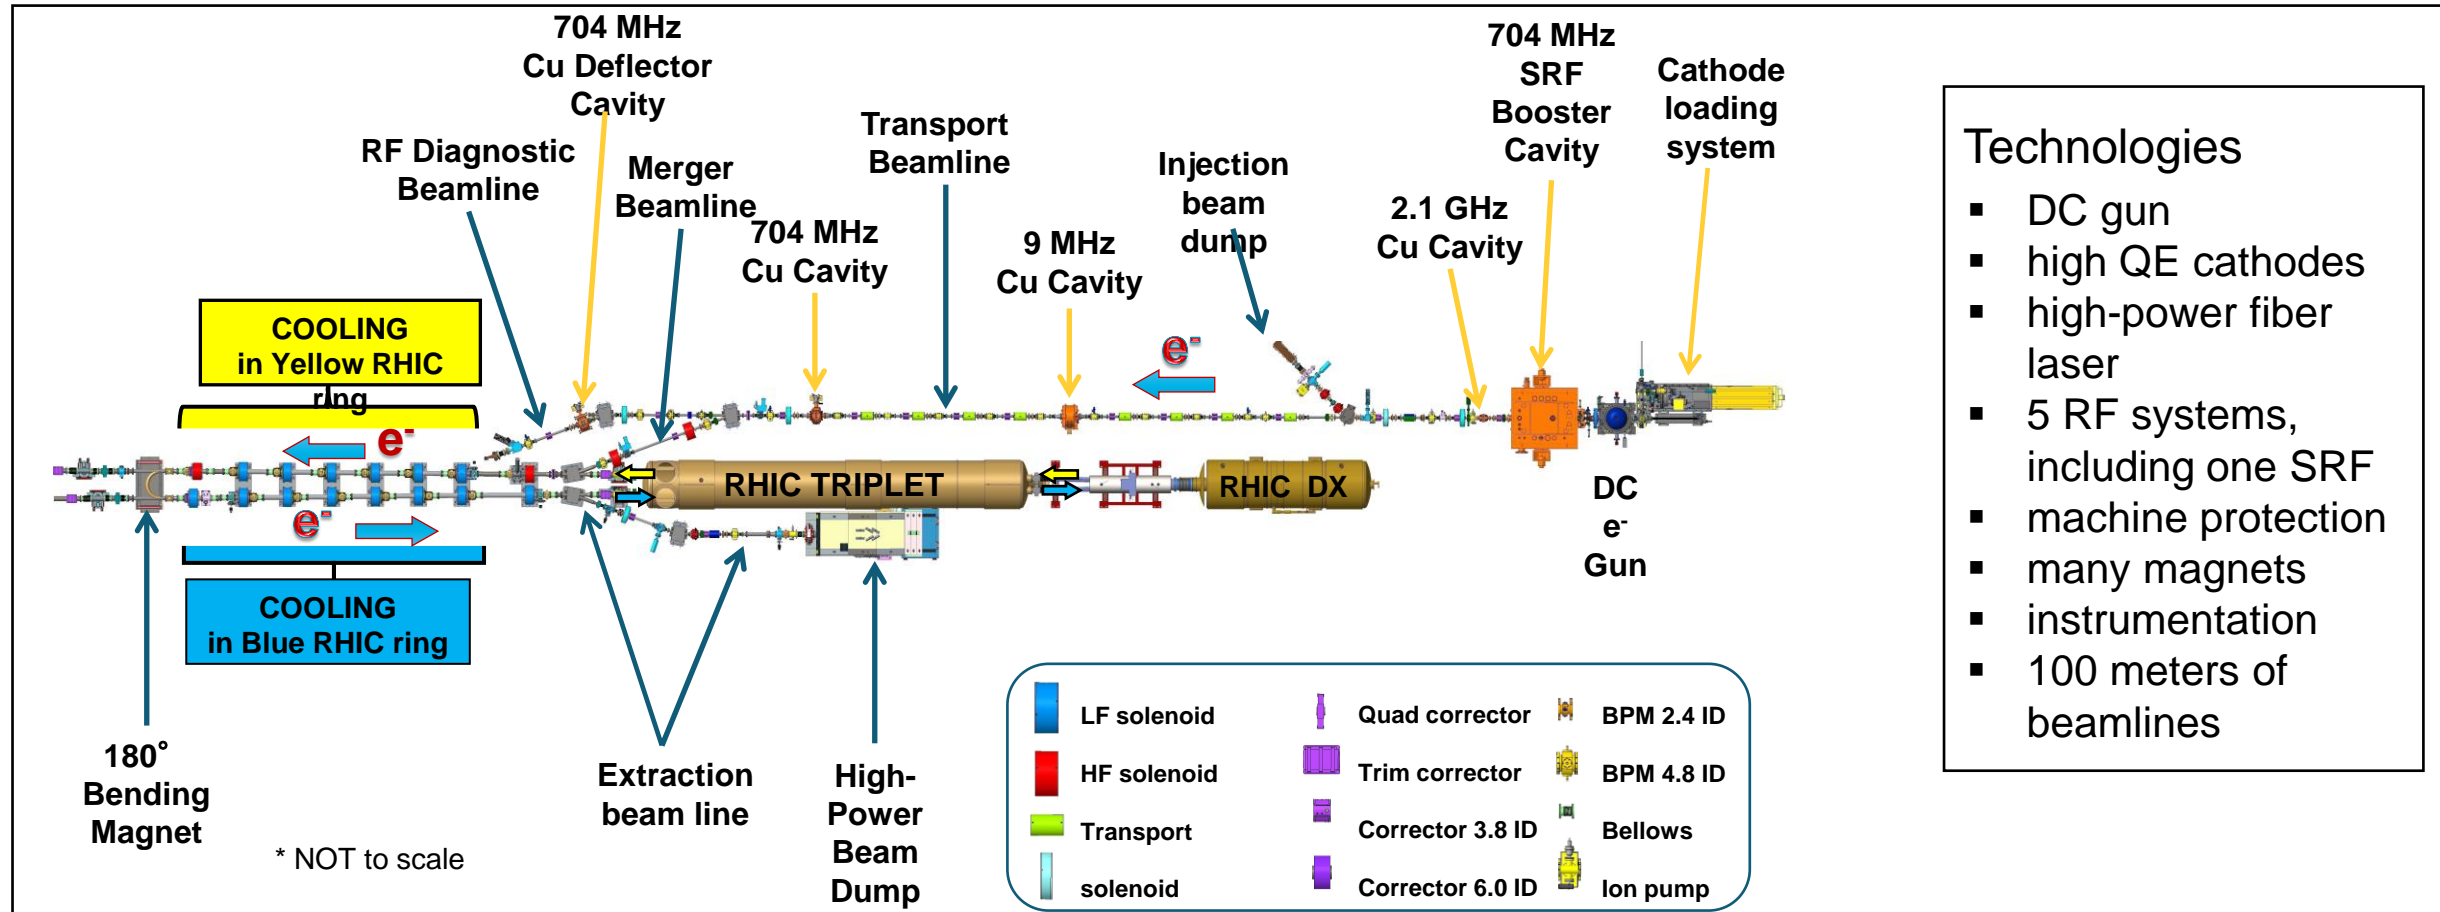 704 MHz
Cu Deflector
Cavity
RF Diagnostic
Beamline
Merger
Beamline
704 MHz
Cu Cavity
Transport
Beamline
9 MHz
Cu Cavity
Injection
beam
dump
2.1 GHz
Cu Cavity
704 MHz
SRF
Booster
Cavity
Cathode
loading
system
COOLING
in Yellow RHIC
ring
e-
e-
e-
COOLING
in Blue RHIC ring
RHIC TRIPLET
RHIC DX
DC
e-
Gun
180°
Bending
Magnet
* NOT to scale
Extraction
beam line
High-
Power
Beam
Dump
LF solenoid
HF solenoid
Transport
solenoid
Quad corrector
Trim corrector
Corrector 3.8 ID
Corrector 6.0 ID
BPM 2.4 ID
BPM 4.8 ID
Bellows
Ion pump
Technologies
▪ DC gun
▪ high QE cathodes
▪ high-power fiber
laser
▪ 5 RF systems,
including one SRF
▪ machine protection
▪ many magnets
▪ instrumentation
▪ 100 meters of
beamlines